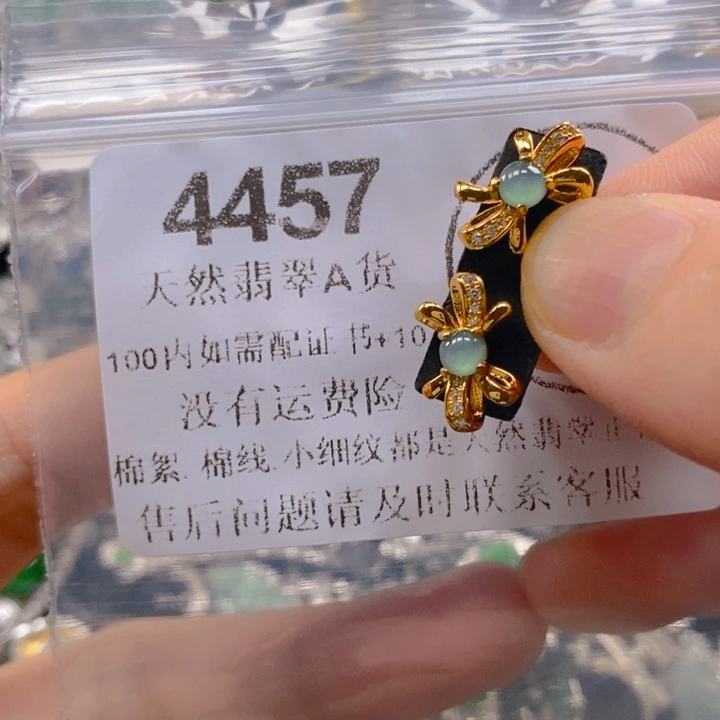 4457
天然翡翠A货
100内如需配证书+10
没有运费险
棉絮.棉线.小细纹都是天然翡翠正
售后问题请及时联系客服